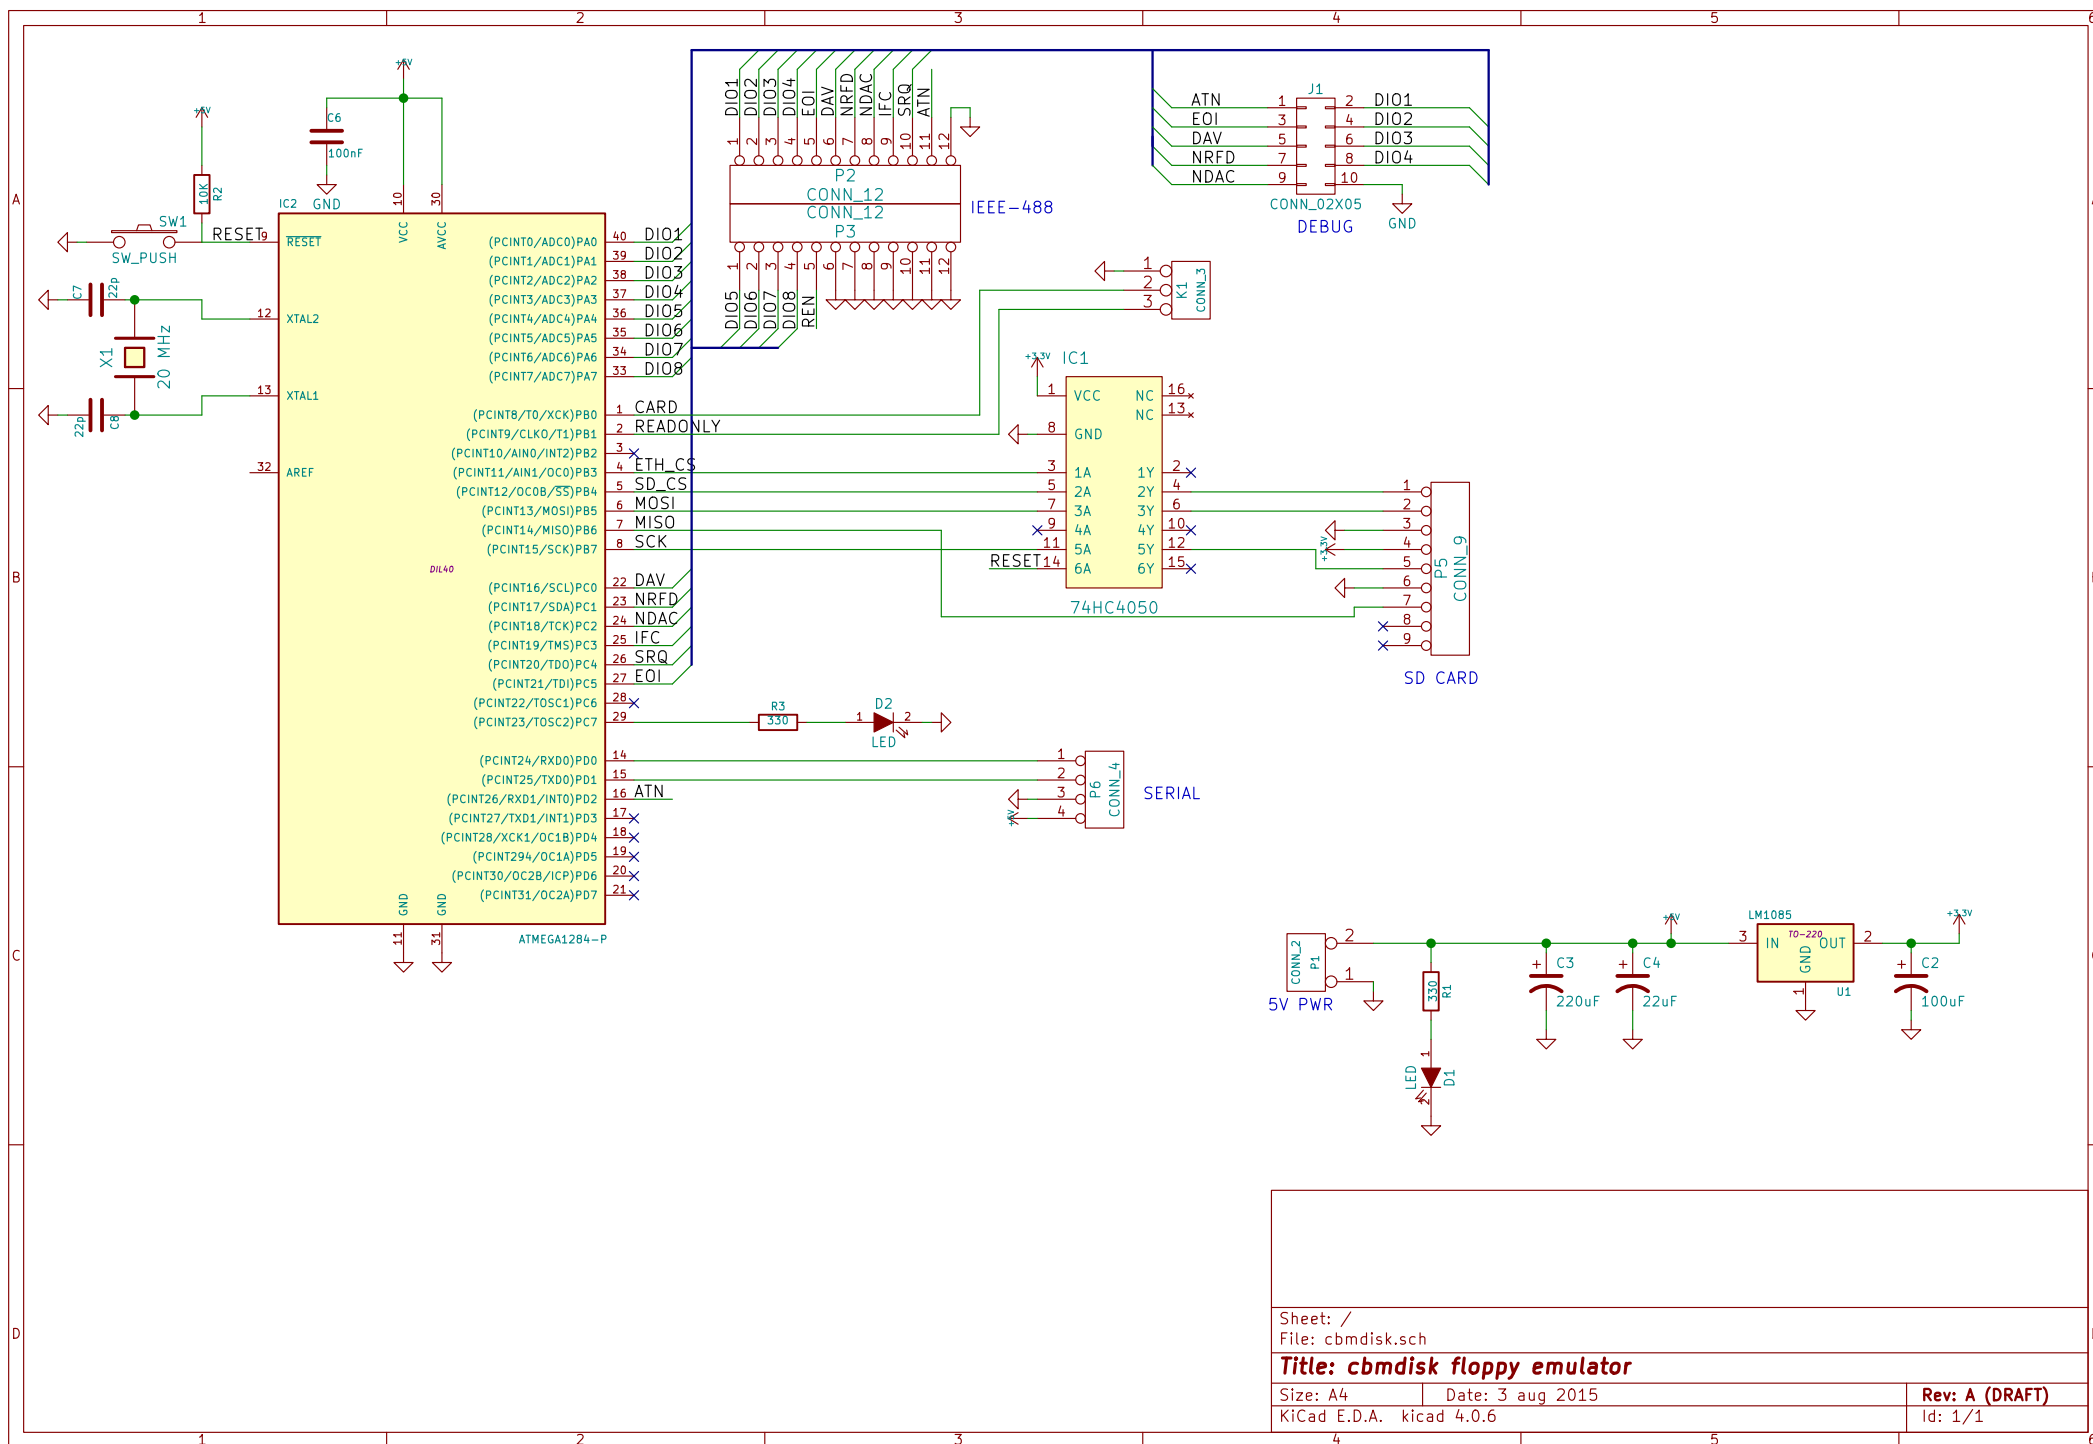 1 2 3 4 5 6
A
B
C
D
+5V
+5V
C6
100nF
GND
10K
R2
SW1
SW_PUSH
RESET
C7
22p
X1
20 MHz
22p
C8
IC2
9 RESET
12 XTAL2
13 XTAL1
32 AREF
10 VCC
30 AVCC
DIL40
11 GND
31 GND
ATMEGA1284-P
(PCINT0/ADC0)PA0 40 DIO1
(PCINT1/ADC1)PA1 39 DIO2
(PCINT2/ADC2)PA2 38 DIO3
(PCINT3/ADC3)PA3 37 DIO4
(PCINT4/ADC4)PA4 36 DIO5
(PCINT5/ADC5)PA5 35 DIO6
(PCINT6/ADC6)PA6 34 DIO7
(PCINT7/ADC7)PA7 33 DIO8
(PCINT8/T0/XCK)PB0 1 CARD
(PCINT9/CLKO/T1)PB1 2 READONLY
(PCINT10/AIN0/INT2)PB2 3
(PCINT11/AIN1/OC0)PB3 4 ETH_CS
(PCINT12/OC0B/SS)PB4 5 SD_CS
(PCINT13/MOSI)PB5 6 MOSI
(PCINT14/MISO)PB6 7 MISO
(PCINT15/SCK)PB7 8 SCK
(PCINT16/SCL)PC0 22 DAV
(PCINT17/SDA)PC1 23 NRFD
(PCINT18/TCK)PC2 24 NDAC
(PCINT19/TMS)PC3 25 IFC
(PCINT20/TDO)PC4 26 SRQ
(PCINT21/TDI)PC5 27 EOI
(PCINT22/TOSC1)PC6 28
(PCINT23/TOSC2)PC7 29
(PCINT24/RXD0)PD0 14
(PCINT25/TXD0)PD1 15
(PCINT26/RXD1/INT0)PD2 16 ATN
(PCINT27/TXD1/INT1)PD3 17
(PCINT28/XCK1/OC1B)PD4 18
(PCINT294/OC1A)PD5 19
(PCINT30/OC2B/ICP)PD6 20
(PCINT31/OC2A)PD7 21
DIO1 DIO2 DIO3 DIO4 EOI DAV NRFD NDAC IFC SRQ ATN
1 2 3 4 5 6 7 8 9 10 11 12
P2
CONN_12
CONN_12
P3
IEEE-488
1 2 3 4 5 6 7 8 9 10 11 12
DIO5 DIO6 DIO7 DIO8 REN
J1
ATN 1 2 DIO1
EOI 3 4 DIO2
DAV 5 6 DIO3
NRFD 7 8 DIO4
NDAC 9 10
CONN_02X05
DEBUG
GND
1
2
3
K1
CONN_3
+3.3V
IC1
1 VCC NC 16
NC 13
8 GND
3 1A 1Y 2
5 2A 2Y 4
7 3A 3Y 6
9 4A 4Y 10
11 5A 5Y 12
RESET 14 6A 6Y 15
74HC4050
+3.3V
1
2
3
4
5
6
7
8
9
P5
CONN_9
SD CARD
R3
330
1 D2 2
LED
1
2
3
4
+5V
P6
CONN_4
SERIAL
CONN_2
P1
2
1
5V PWR
330
R1
1
LED
D1
2
+ C3
220uF
+ C4
22uF
+5V
LM1085
TO-220
3 IN OUT 2
GND
1
U1
+3.3V
+ C2
100uF
Sheet: /
File: cbmdisk.sch
Title: cbmdisk floppy emulator
Size: A4 Date: 3 aug 2015 Rev: A (DRAFT)
KiCad E.D.A. kicad 4.0.6 Id: 1/1
1 2 3 4 5 6